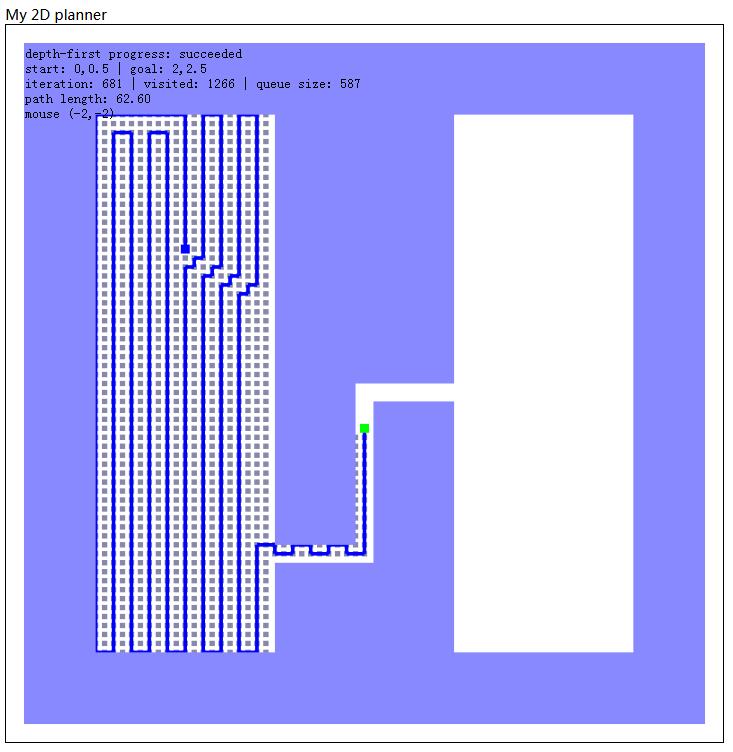 My 2D planner
depth-first progress: succeeded
start: 0,0.5 | goal: 2,2.5
iteration: 681 | visited: 1266 | queue size: 587
path length: 62.60
mouse (-2,-2)